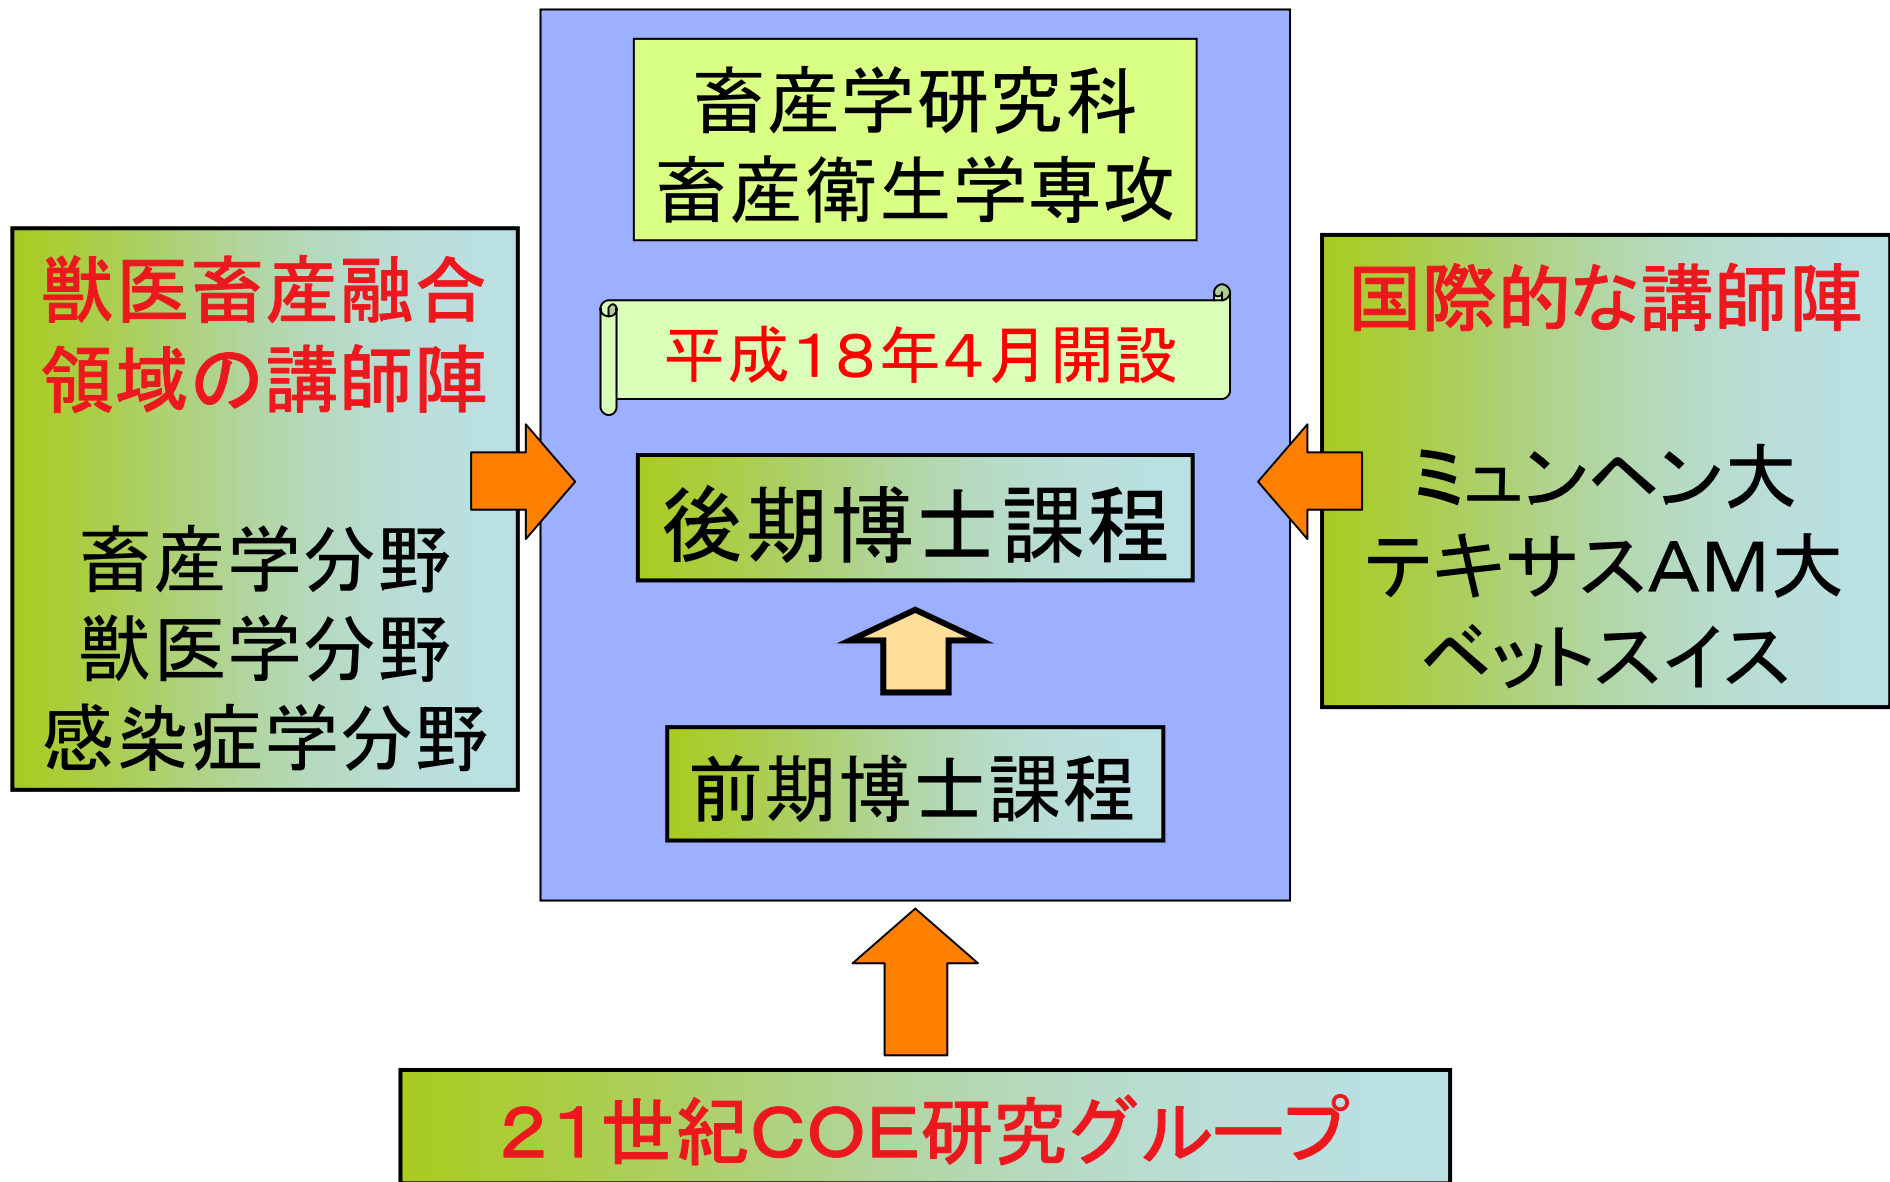 畜産学研究科
畜産衛生学専攻
平成１８年４月開設
後期博士課程
前期博士課程
獣医畜産融合
領域の講師陣
畜産学分野
獣医学分野
感染症学分野
国際的な講師陣
ミュンヘン大
テキサスＡＭ大
ベットスイス
２１世紀ＣＯＥ研究グループ